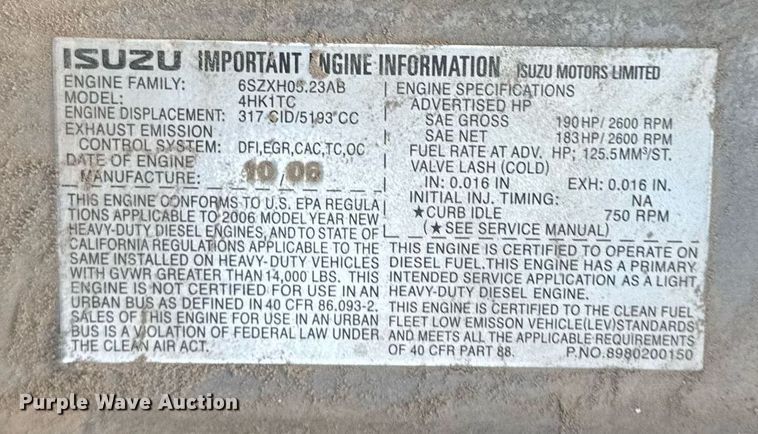 ISUZU IMPORTANT ENGINE INFORMATION ISUZU MOTORS LIMITED
ENGINE FAMILY: 6SZXH05.23AB
MODEL: 4HK1TC
ENGINE DISPLACEMENT: 317 CID/5193 CC
EXHAUST EMISSION
CONTROL SYSTEM: DFI,EGR,CAC,TC,OC
DATE OF ENGINE
MANUFACTURE: 10/06
THIS ENGINE CONFORMS TO U.S. EPA REGULA
TIONS APPLICABLE TO 2006 MODEL YEAR NEW
HEAVY-DUTY DIESEL ENGINES, AND TO STATE OF
CALIFORNIA REGULATIONS APPLICABLE TO THE
SAME INSTALLED ON HEAVY-DUTY VEHICLES
WITH GVWR GREATER THAN 14,000 LBS. THIS
ENGINE IS NOT CERTIFIED FOR USE IN AN
URBAN BUS AS DEFINED IN 40 CFR 86.093-2.
SALES OF THIS ENGINE FOR USE IN AN URBAN
BUS IS A VIOLATION OF FEDERAL LAW UNDER
THE CLEAN AIR ACT.
ENGINE SPECIFICATIONS
ADVERTISED HP
SAE GROSS 190 HP/ 2600 RPM
SAE NET 183 HP/ 2600 RPM
FUEL RATE AT ADV. HP; 125.5MM³/ST.
VALVE LASH (COLD)
IN: 0.016 IN EXH: 0.016 IN.
INITIAL INJ. TIMING: NA
★CURB IDLE 750 RPM
(★SEE SERVICE MANUAL)
THIS ENGINE IS CERTIFIED TO OPERATE ON
DIESEL FUEL.THIS ENGINE HAS A PRIMARY
INTENDED SERVICE APPLICATION AS A LIGHT
HEAVY-DUTY DIESEL ENGINE.
THIS ENGINE IS CERTIFIED TO THE CLEAN FUEL
FLEET LOW EMISSON VEHICLE(LEV)STANDARDS
AND MEETS ALL THE APPLICABLE REQUIREMENTS
OF 40 CFR PART 88. P.NO.8980200150
Purple Wave Auction